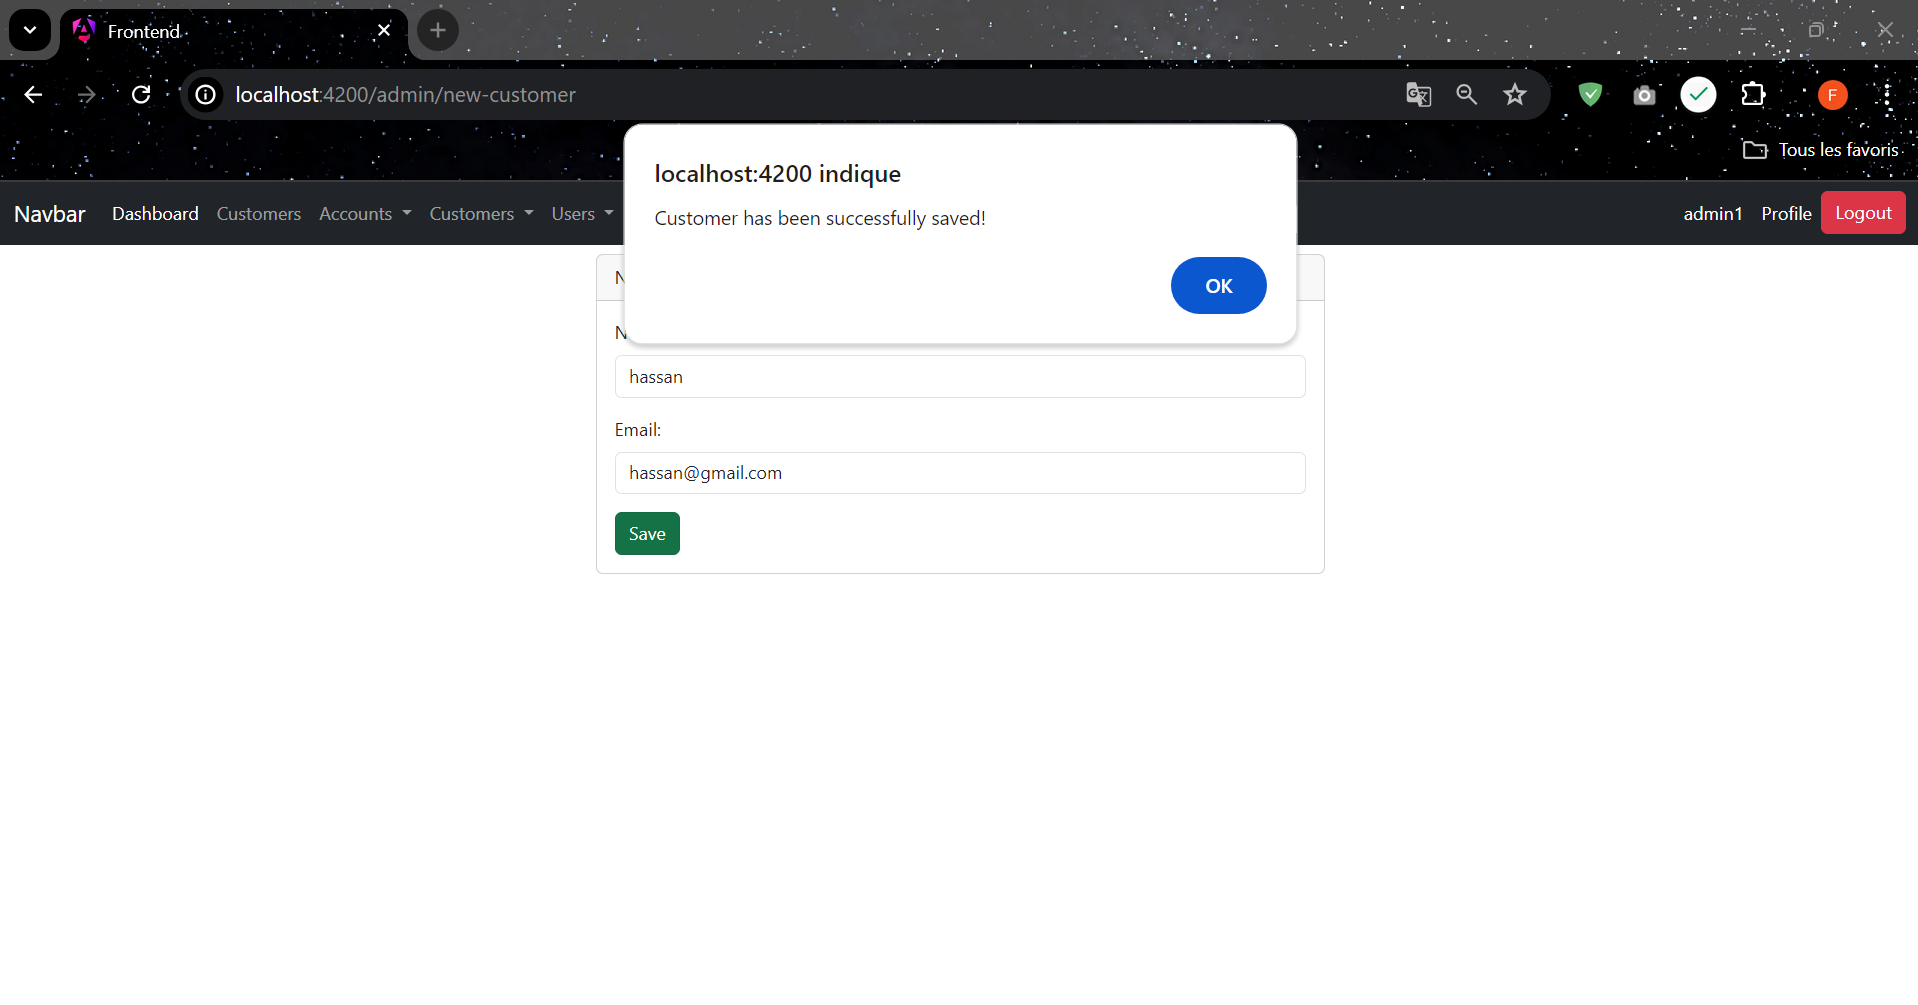 Frontend
localhost:4200/admin/new-customer
F
Tous les favoris
localhost:4200 indique
Customer has been successfully saved!
OK
Navbar Dashboard Customers Accounts Customers Users admin1 Profile Logout
hassan
Email:
hassan@gmail.com
Save